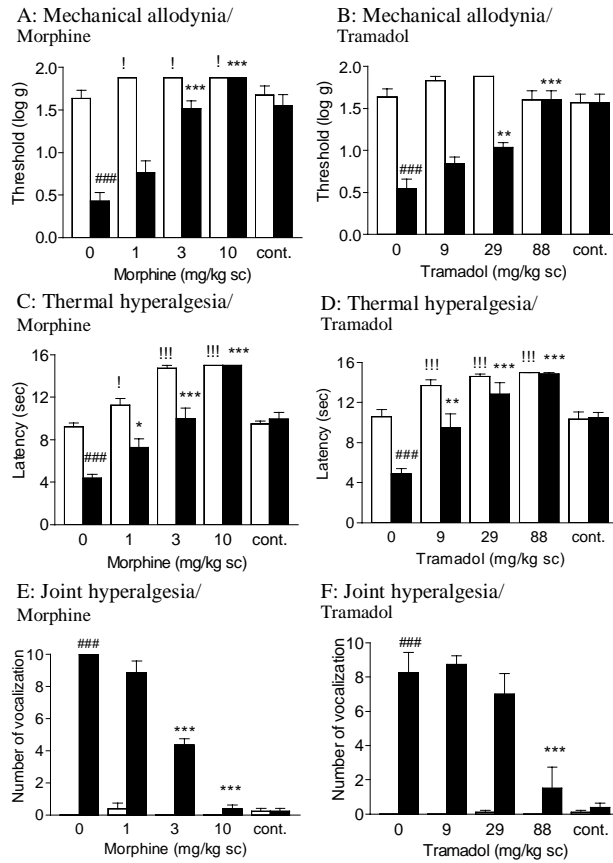 A: Mechanical allodynia/
Morphine
! ! ! ***
***
###
2.0
1.5
1.0
0.5
0.0
Threshold (log g)
0 1 3 10 cont.
Morphine (mg/kg sc)
B: Mechanical allodynia/
Tramadol
***
**
###
2.0
1.5
1.0
0.5
0.0
Threshold (log g)
0 9 29 88 cont.
Tramadol (mg/kg sc)
C: Thermal hyperalgesia/
Morphine
!!! !!! ***
! ***
*
###
16
12
8
4
0
Latency (sec)
0 1 3 10 cont.
Morphine (mg/kg sc)
D: Thermal hyperalgesia/
Tramadol
!!! !!! *** !!! ***
**
###
16
12
8
4
0
Latency (sec)
0 9 29 88 cont.
Tramadol (mg/kg sc)
E: Joint hyperalgesia/
Morphine
###
***
***
10
8
6
4
2
0
Number of vocalization
0 1 3 10 cont.
Morphine (mg/kg sc)
F: Joint hyperalgesia/
Tramadol
###
***
10
8
6
4
2
0
Number of vocalization
0 9 29 88 cont.
Tramadol (mg/kg sc)